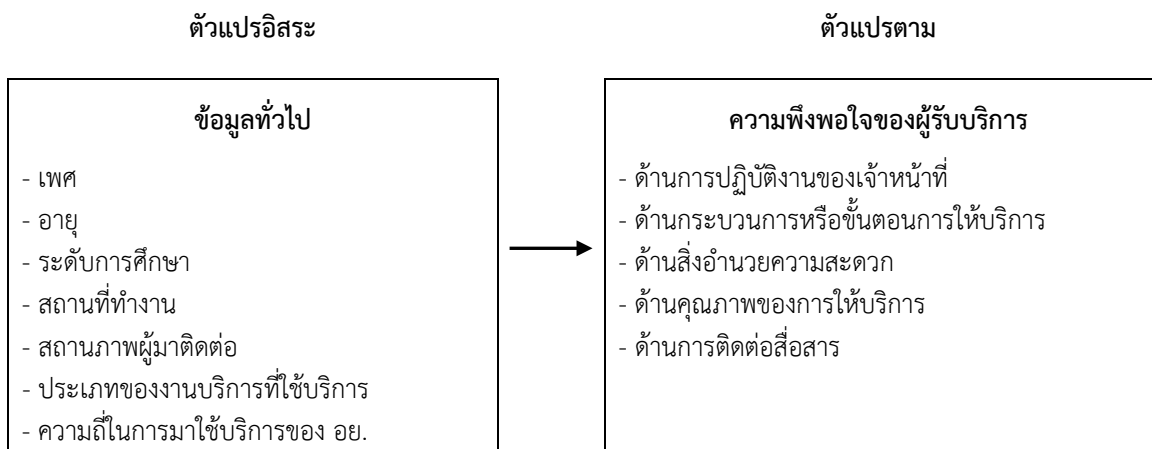 ตัวแปรอิสระ
ตัวแปรตาม
ข้อมูลทั่วไป
- เพศ
- อายุ
- ระดับการศึกษา
- สถานที่ทำงาน
- สถานภาพผู้มาติดต่อ
- ประเภทของงานบริการที่ใช้บริการ
- ความถี่ในการมาใช้บริการของ อย.
ความพึงพอใจของผู้รับบริการ
- ด้านการปฏิบัติงานของเจ้าหน้าที่
- ด้านกระบวนการหรือขั้นตอนการให้บริการ
- ด้านสิ่งอำนวยความสะดวก
- ด้านคุณภาพของการให้บริการ
- ด้านการติดต่อสื่อสาร